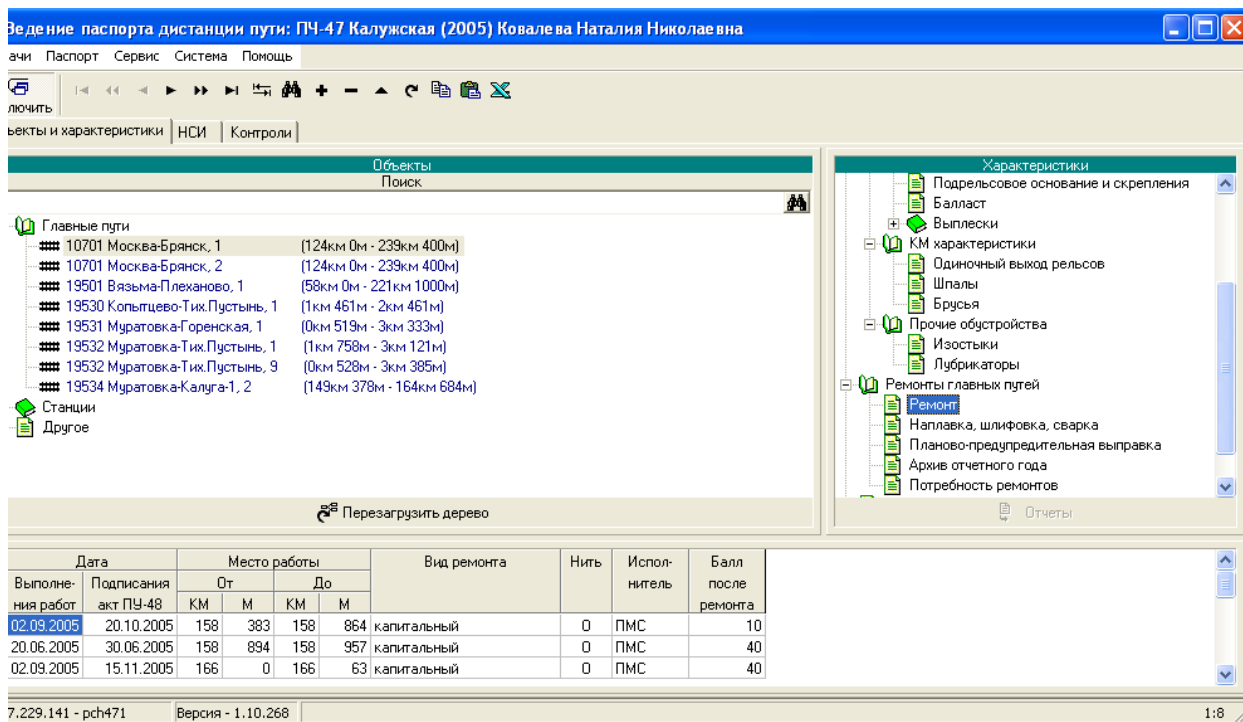 Ведение паспорта дистанции пути: ПЧ-47 Калужская (2005) Ковалева Наталия Николаевна
ачи Паспорт Сервис Система Помощь
лючить
ъекты и характеристики НСИ Контроли
Объекты
Поиск
Главные пути
10701 Москва-Брянск, 1 (124км 0м - 239км 400м)
10701 Москва-Брянск, 2 (124км 0м - 239км 400м)
19501 Вязьма-Плеханово, 1 (58км 0м - 221км 1000м)
19530 Копытцево-Тих.Пустынь, 1 (1км 461м - 2км 461м)
19531 Муратовка-Горенская, 1 (0км 519м - 3км 333м)
19532 Муратовка-Тих.Пустынь, 1 (1км 758м - 3км 121м)
19532 Муратовка-Тих.Пустынь, 9 (0км 528м - 3км 385м)
19534 Муратовка-Калуга-1, 2 (149км 378м - 164км 684м)
Станции
Другое
Перезагрузить дерево
Характеристики
Подрельсовое основание и скрепления
Балласт
Выплески
КМ характеристики
Одиночный выход рельсов
Шпалы
Брусья
Прочие обустройства
Изостыки
Лубрикаторы
Ремонты главных путей
Ремонт
Наплавка, шлифовка, сварка
Планово-предупредительная выправка
Архив отчетного года
Потребность ремонтов
Отчеты
Дата Место работы Вид ремонта Нить Испол- Балл
Выполне- Подписания От До нитель после
ния работ акт ПУ-48 КМ М КМ М ремонта
02.09.2005 20.10.2005 158 383 158 864 капитальный 0 ПМС 10
20.06.2005 30.06.2005 158 894 158 957 капитальный 0 ПМС 40
02.09.2005 15.11.2005 166 0 166 63 капитальный 0 ПМС 40
7.229.141 - pch471 Версия - 1.10.268 1:8